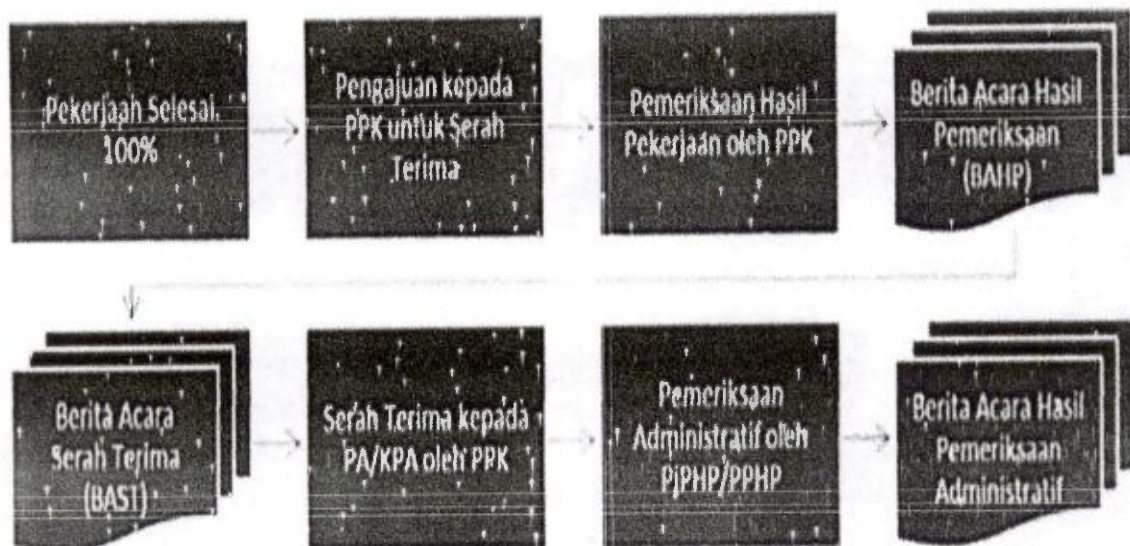 Pekerjaan Selesai
100%
Pengajuan kepada
PPK untuk Serah
Terima
Pemeriksaan Hasil
Pekerjaan oleh PPK
Berita Acara Hasil
Pemeriksaan
(BAHP)
Berita Acara
Serah Terima
(BAST)
Serah Terima kepada
PA/KPA oleh PPK
Pemeriksaan
Administratif oleh
PjPHP/PPHP
Berita Acara Hasil
Pemeriksaan
Administratif